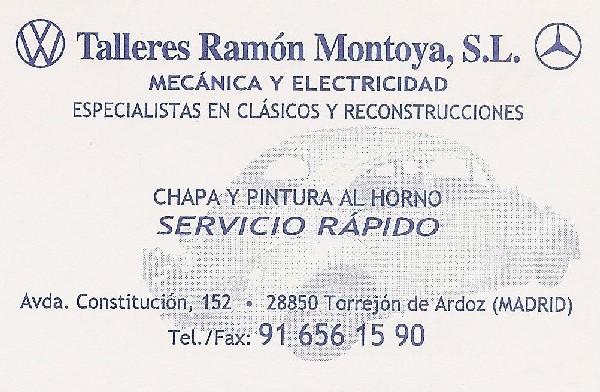 Talleres Ramón Montoya, S.L.
MECÁNICA Y ELECTRICIDAD
ESPECIALISTAS EN CLÁSICOS Y RECONSTRUCCIONES
CHAPA Y PINTURA AL HORNO
SERVICIO RÁPIDO
Avda. Constitución, 152 • 28850 Torrejón de Ardoz (MADRID)
Tel./Fax: 91 656 15 90